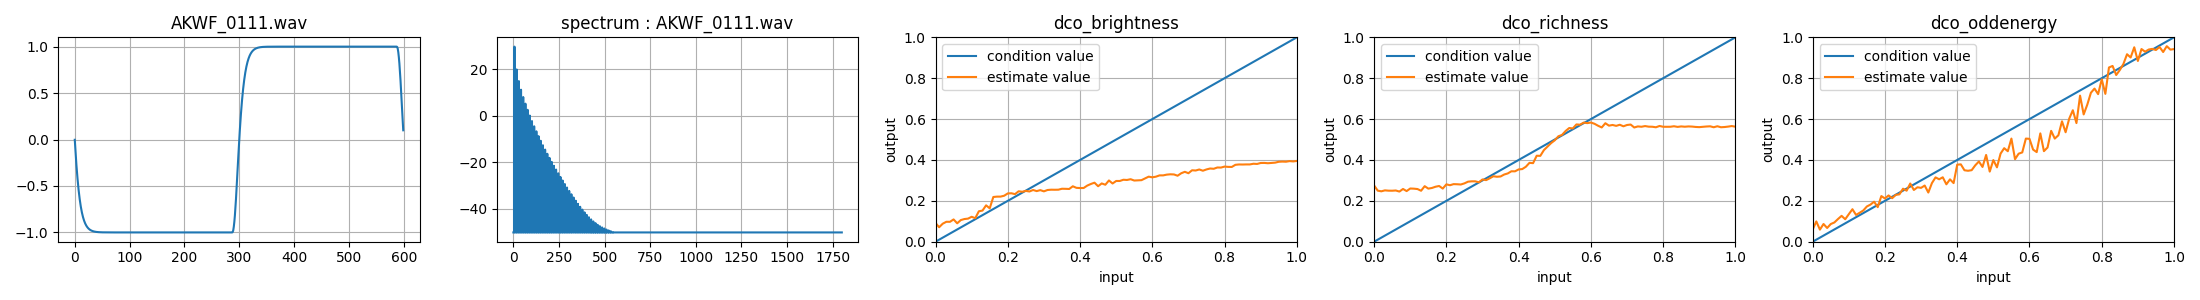 AKWF_0111.wav
1.0
0.5
0.0
−0.5
−1.0
0 100 200 300 400 500 600
spectrum : AKWF_0111.wav
20
0
−20
−40
0 250 500 750 1000 1250 1500 1750
dco_brightness
condition value
estimate value
output
1.0
0.8
0.6
0.4
0.2
0.0
0.0 0.2 0.4 0.6 0.8 1.0
input
dco_richness
condition value
estimate value
output
1.0
0.8
0.6
0.4
0.2
0.0
0.0 0.2 0.4 0.6 0.8 1.0
input
dco_oddenergy
condition value
estimate value
output
1.0
0.8
0.6
0.4
0.2
0.0
0.0 0.2 0.4 0.6 0.8 1.0
input